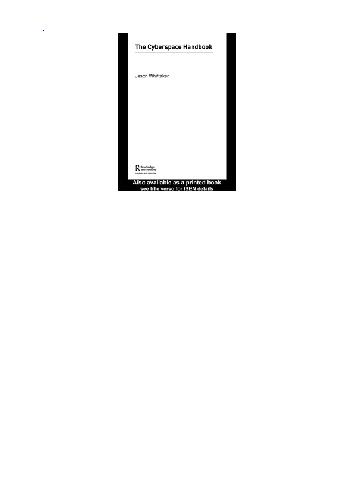 The Cyberspace Handbook
Jason Whittaker
Routledge
Also available as a printed book
see title verso for ISBN details